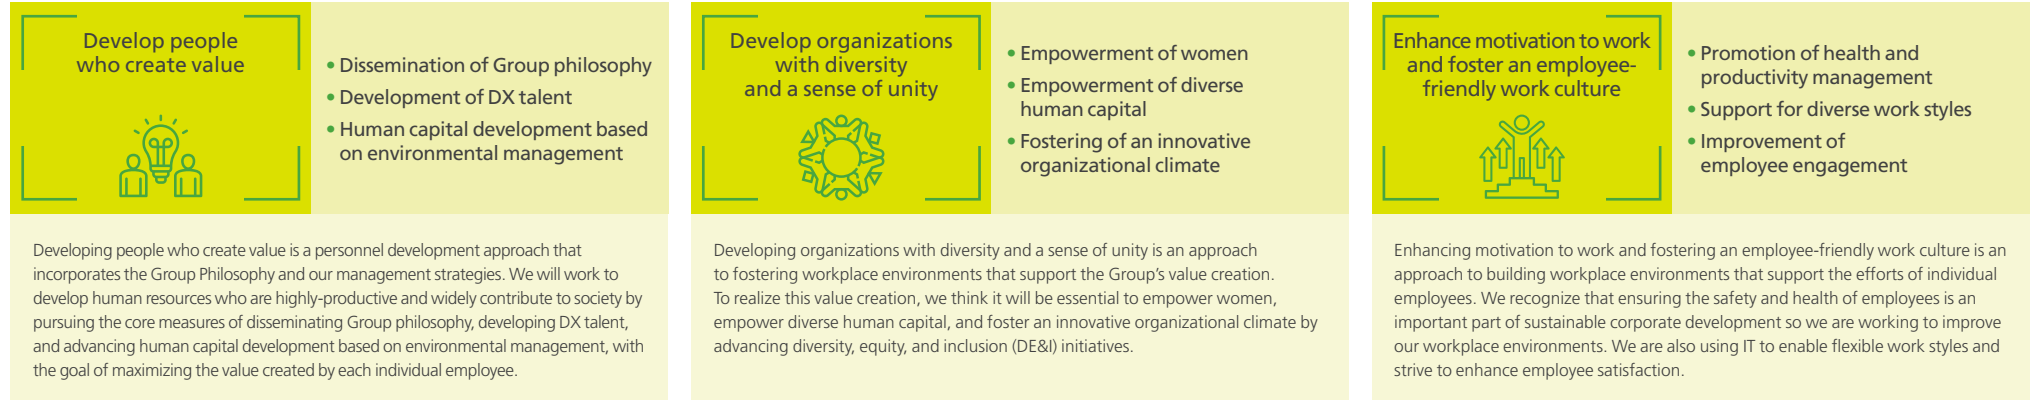 Develop people
who create value
• Dissemination of Group philosophy
• Development of DX talent
• Human capital development based
on environmental management
Developing people who create value is a personnel development approach that
incorporates the Group Philosophy and our management strategies. We will work to
develop human resources who are highly-productive and widely contribute to society by
pursuing the core measures of disseminating Group philosophy, developing DX talent,
and advancing human capital development based on environmental management, with
the goal of maximizing the value created by each individual employee.
Develop organizations
with diversity
and a sense of unity
• Empowerment of women
• Empowerment of diverse
human capital
• Fostering of an innovative
organizational climate
Developing organizations with diversity and a sense of unity is an approach
to fostering workplace environments that support the Group’s value creation.
To realize this value creation, we think it will be essential to empower women,
empower diverse human capital, and foster an innovative organizational climate by
advancing diversity, equity, and inclusion (DE&I) initiatives.
Enhance motivation to work
and foster an employee-
friendly work culture
• Promotion of health and
productivity management
• Support for diverse work styles
• Improvement of
employee engagement
Enhancing motivation to work and fostering an employee-friendly work culture is an
approach to building workplace environments that support the efforts of individual
employees. We recognize that ensuring the safety and health of employees is an
important part of sustainable corporate development so we are working to improve
our workplace environments. We are also using IT to enable flexible work styles and
strive to enhance employee satisfaction.